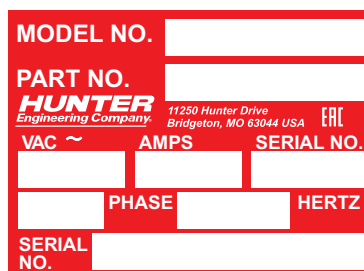 MODEL NO.
PART NO.
HUNTER
Engineering Company.
11250 Hunter Drive
Bridgeton, MO 63044 USA
EAC
VAC ~ AMPS SERIAL NO.
PHASE HERTZ
SERIAL
NO.